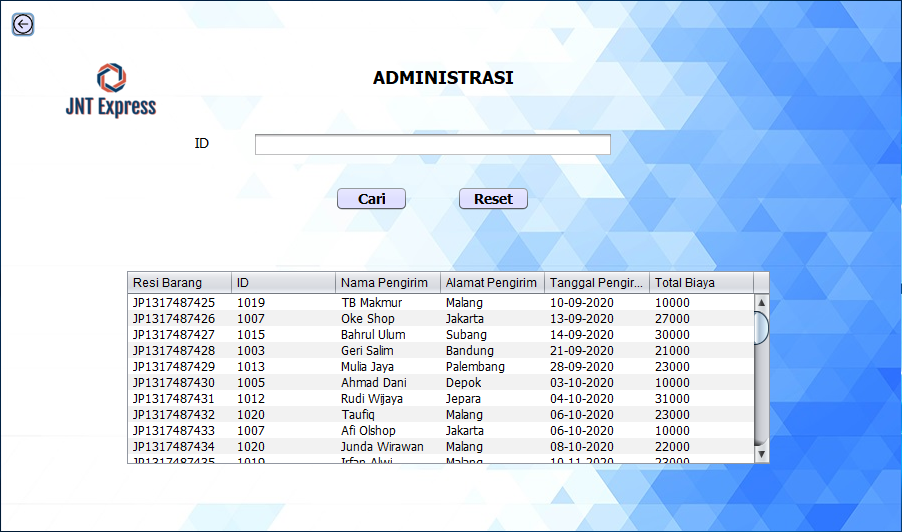 JNT Express
ADMINISTRASI
ID
Cari Reset
Resi Barang ID Nama Pengirim Alamat Pengirim Tanggal Pengir... Total Biaya
JP1317487425 1019 TB Makmur Malang 10-09-2020 10000
JP1317487426 1007 Oke Shop Jakarta 13-09-2020 27000
JP1317487427 1015 Bahrul Ulum Subang 14-09-2020 30000
JP1317487428 1003 Geri Salim Bandung 21-09-2020 21000
JP1317487429 1013 Mulia Jaya Palembang 28-09-2020 23000
JP1317487430 1005 Ahmad Dani Depok 03-10-2020 10000
JP1317487431 1012 Rudi Wijaya Jepara 04-10-2020 31000
JP1317487432 1020 Taufiq Malang 06-10-2020 23000
JP1317487433 1007 Afi Olshop Jakarta 06-10-2020 10000
JP1317487434 1020 Junda Wirawan Malang 08-10-2020 22000
JP1317487435 1019 Irfan Alwi Malang 10-11-2020 23000